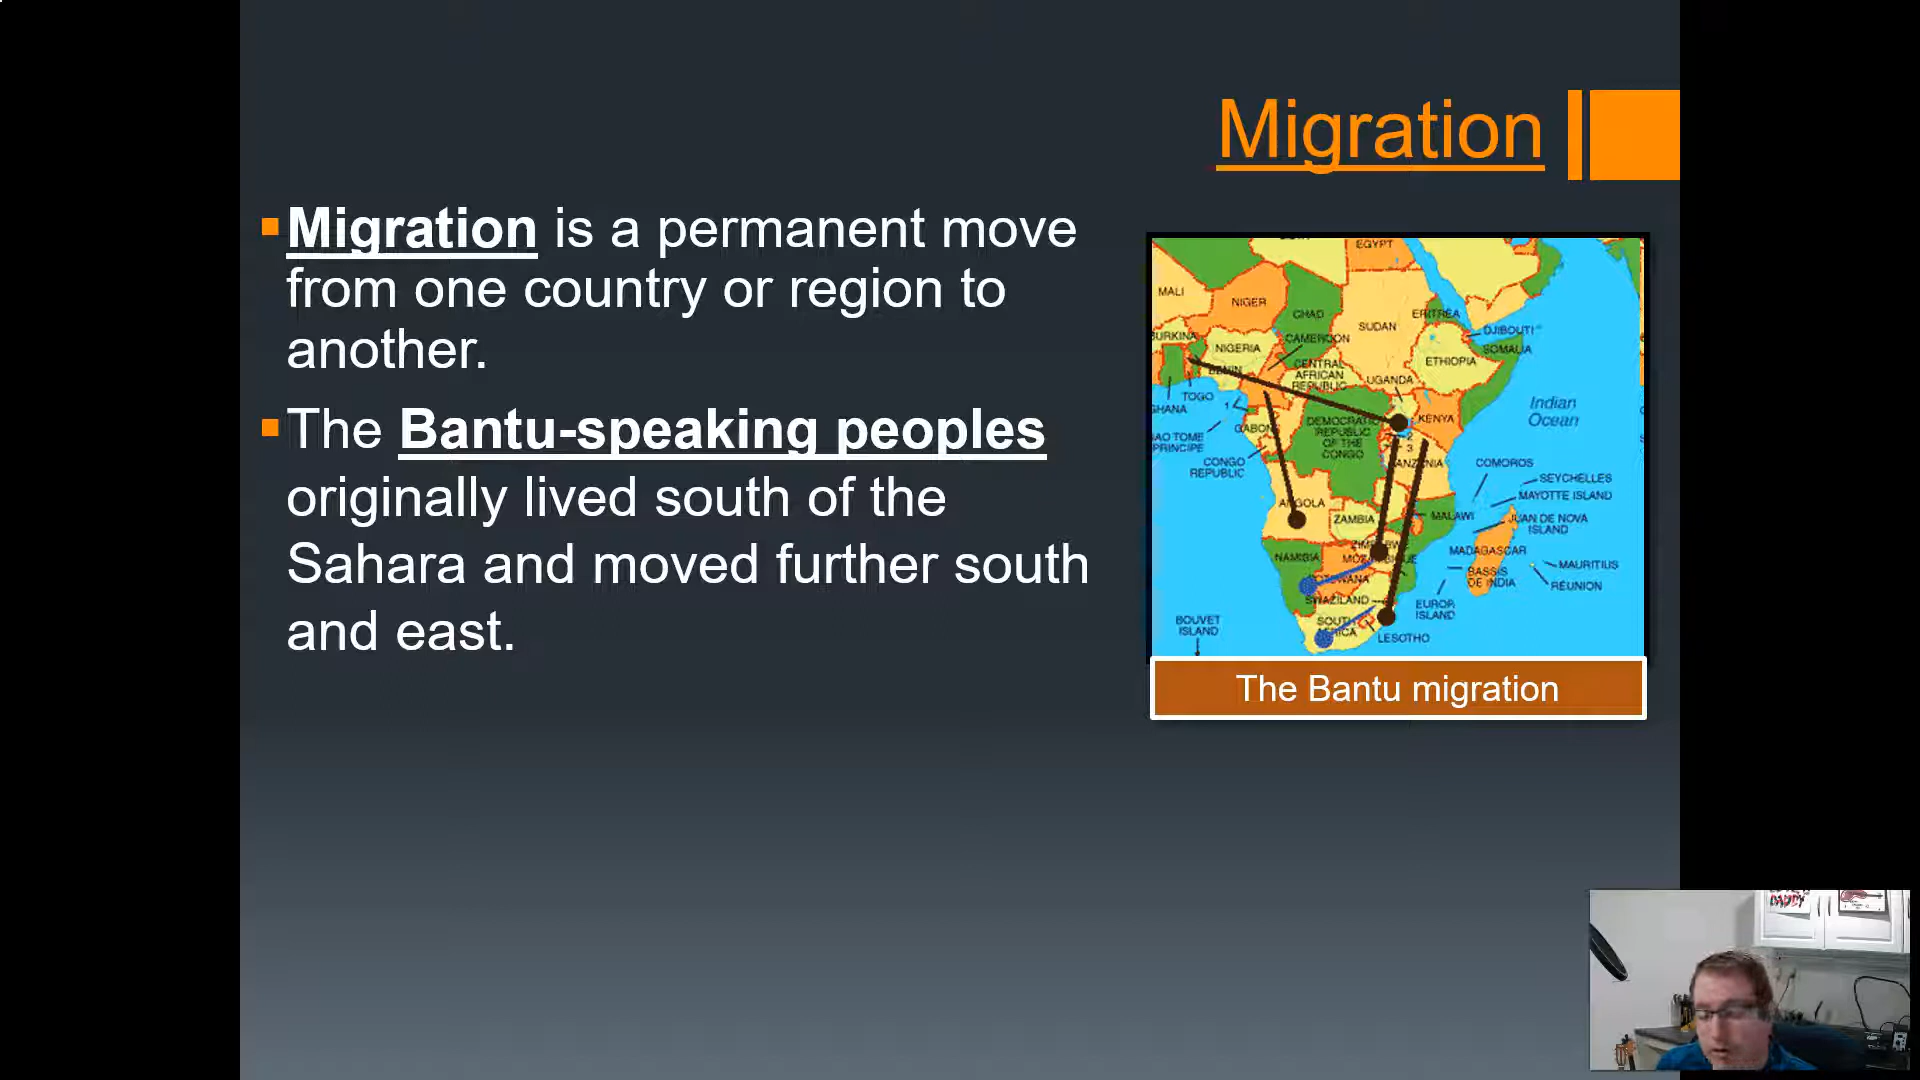 Migration
Migration is a permanent move
from one country or region to
another.
The Bantu-speaking peoples
originally lived south of the
Sahara and moved further south
and east.
EGYPT
MALI
NIGER
CHAD
ERITREA
SUDAN
DJIBOUTI
BURKINA
CAMEROON
NIGERIA
SOMALIA
ETHIOPIA
BENIN
CENTRAL
AFRICAN
REPUBLIC
UGANDA
TOGO
GHANA
1
KENYA
Indian
Ocean
DEMOCRATIC
REPUBLIC
OF THE
CONGO
GABON
SAO TOME
PRINCIPE
2
3
CONGO
REPUBLIC
TANZANIA
COMOROS
SEYCHELLES
MAYOTTE ISLAND
ANGOLA
ZAMBIA
MALAWI
JUAN DE NOVA
ISLAND
NAMIBIA
MADAGASCAR
MAURITIUS
BASSIS
DE INDIA
RÉUNION
BOTSWANA
SWAZILAND
EUROPA
ISLAND
BOUVET
ISLAND
SOUTH
AFRICA
LESOTHO
The Bantu migration
DADDY